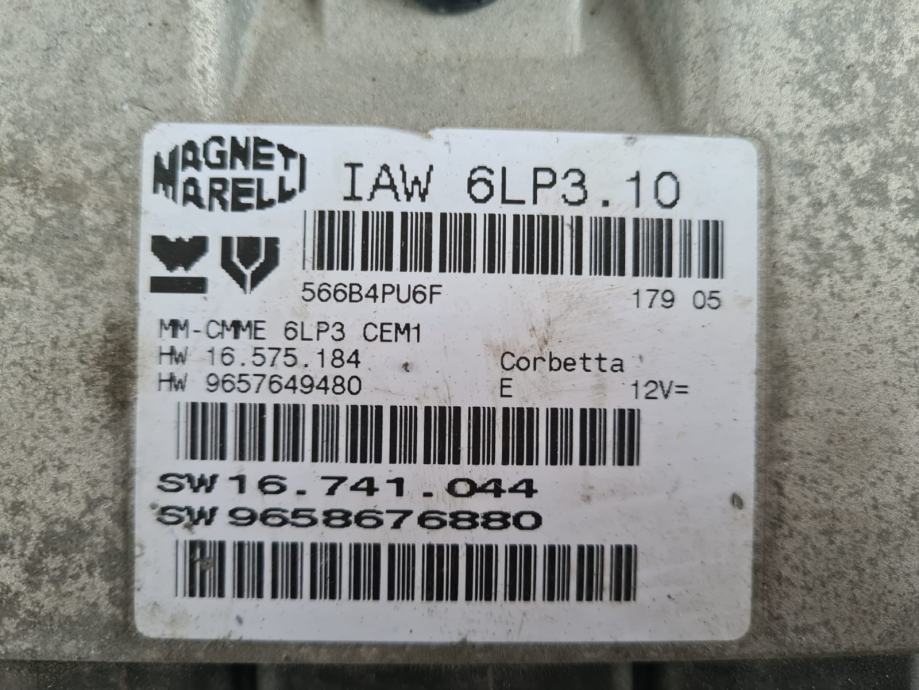 MAGNETI
MARELLI
IAW 6LP3.10
566B4PU6F 179 05
MM-CMME 6LP3 CEM1
HW 16.575.184 Corbetta
HW 9657649480 E 12V=
SW 16.741.044
SW 9658676880